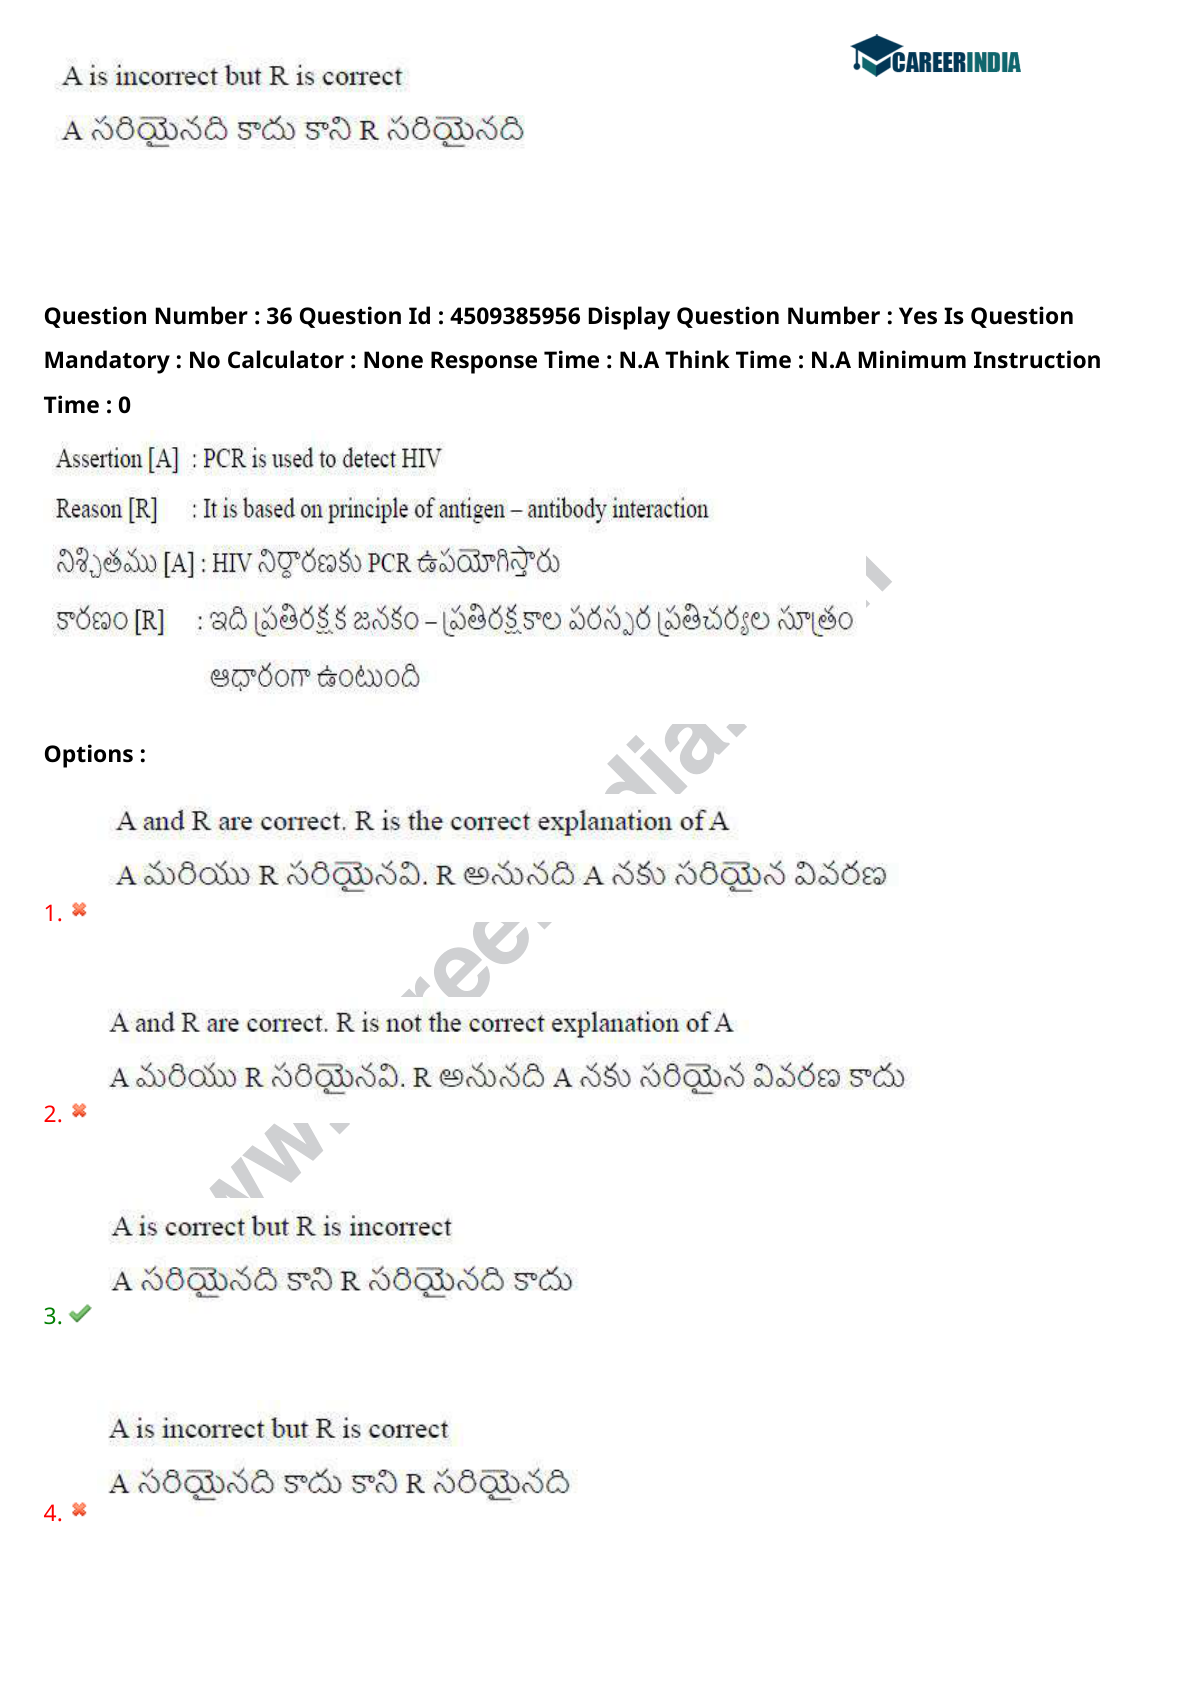 CAREERINDIA
A is incorrect but R is correct
A సరియైనది కాదు కాని R సరియైనది
Question Number : 36 Question Id : 4509385956 Display Question Number : Yes Is Question
Mandatory : No Calculator : None Response Time : N.A Think Time : N.A Minimum Instruction
Time : 0
Assertion [A] : PCR is used to detect HIV
Reason [R] : It is based on principle of antigen – antibody interaction
నిశ్చితము [A] : HIV నిర్ధారణకు PCR ఉపయోగిస్తారు
కారణం [R] : ఇది ప్రతిరక్షక జనకం – ప్రతిరక్షకాల పరస్పర ప్రతిచర్యల సూత్రం
ఆధారంగా ఉంటుంది
Options :
A and R are correct. R is the correct explanation of A
A మరియు R సరియైనవి. R అనునది A నకు సరియైన వివరణ
1.
A and R are correct. R is not the correct explanation of A
A మరియు R సరియైనవి. R అనునది A నకు సరియైన వివరణ కాదు
2.
A is correct but R is incorrect
A సరియైనది కాని R సరియైనది కాదు
3.
A is incorrect but R is correct
A సరియైనది కాదు కాని R సరియైనది
4.